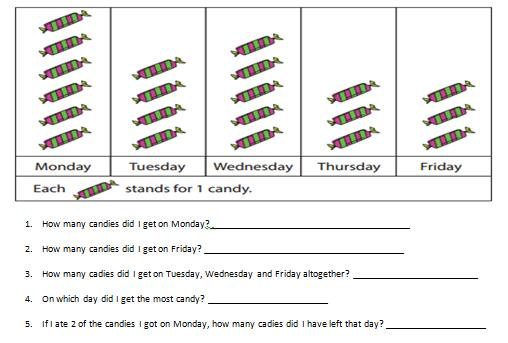 Monday Tuesday Wednesday Thursday Friday
Each stands for 1 candy.
1. How many candies did I get on Monday?
2. How many candies did I get on Friday?
3. How many cadies did I get on Tuesday, Wednesday and Friday altogether?
4. On which day did I get the most candy?
5. If I ate 2 of the candies I got on Monday, how many cadies did I have left that day?